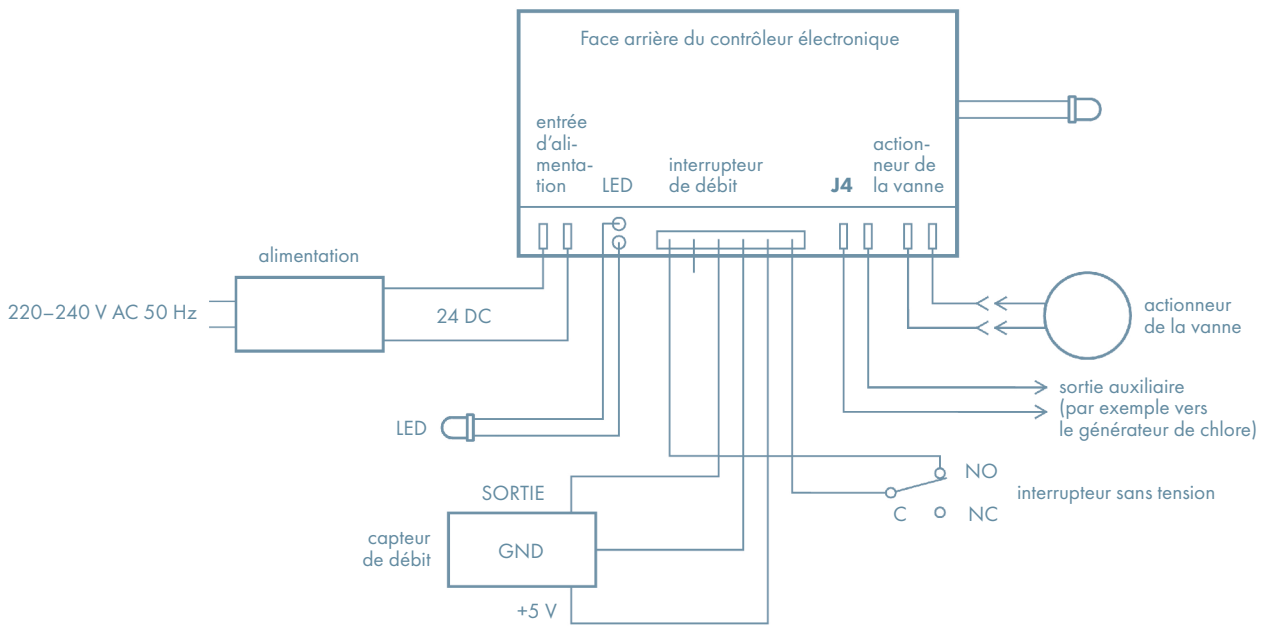 Face arrière du contrôleur électronique
entrée
d’ali-
menta-
tion
LED
interrupteur
de débit
J4
action-
neur de
la vanne
alimentation
220–240 V AC 50 Hz
24 DC
actionneur
de la vanne
sortie auxiliaire
(par exemple vers
le générateur de chlore)
LED
NO
interrupteur sans tension
C
NC
SORTIE
capteur
de débit
GND
+5 V